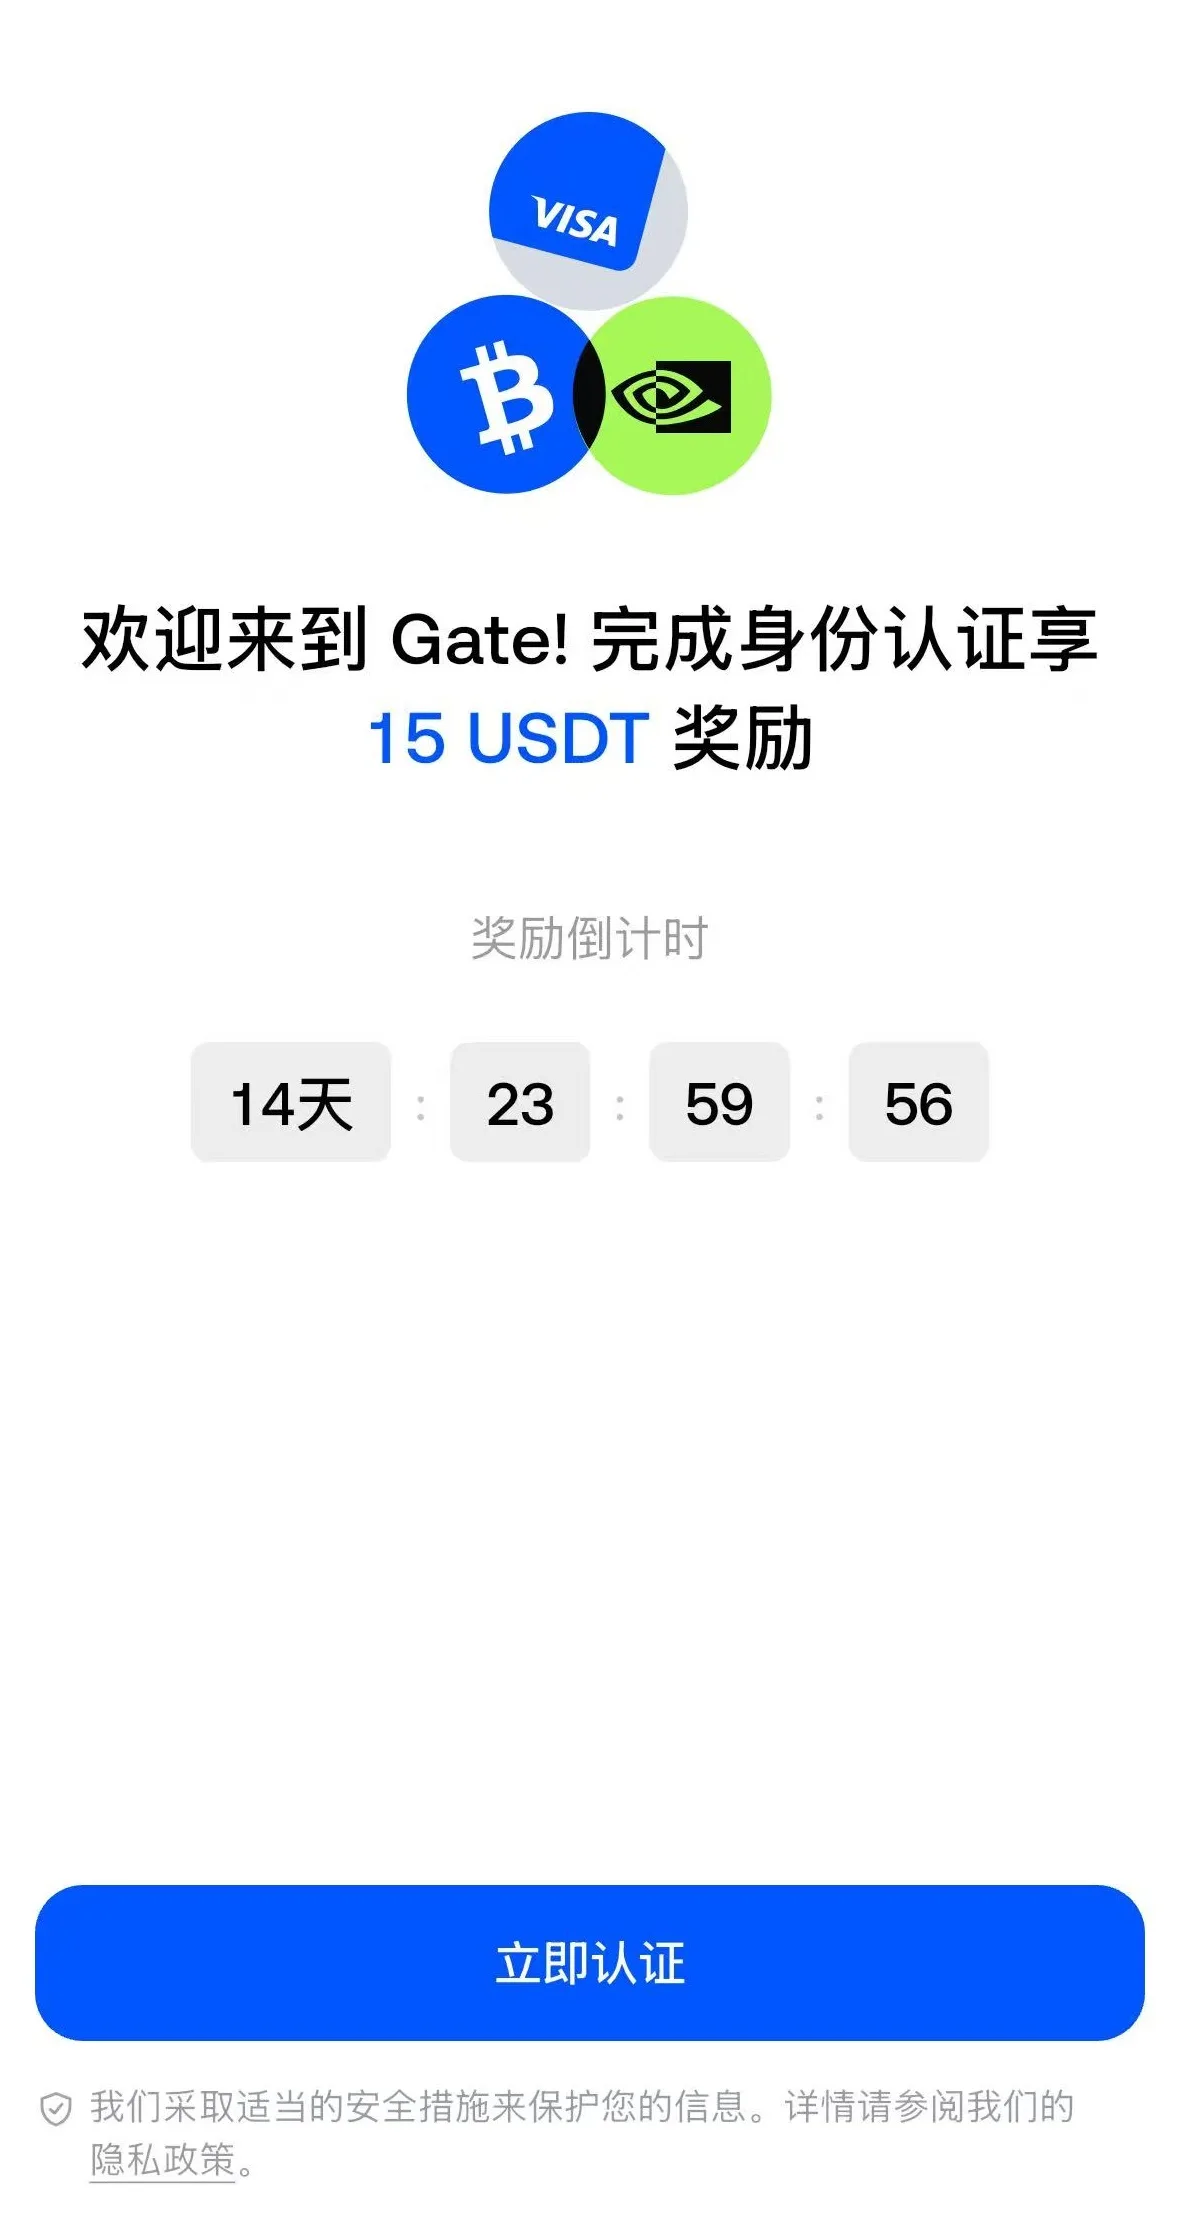 VISA
欢迎来到 Gate! 完成身份认证享
15 USDT 奖励
奖励倒计时
14天 : 23 : 59 : 56
立即认证
我们采取适当的安全措施来保护您的信息。详情请参阅我们的
隐私政策。